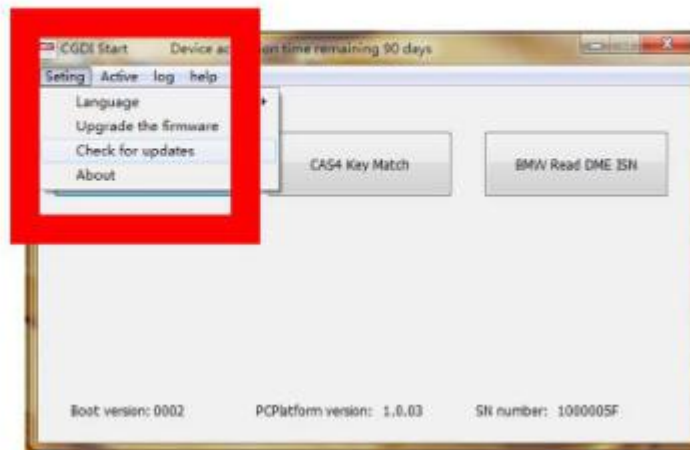 CGDI Start Device ac on time remaining 90 days
Seting Active log help
Language
Upgrade the firmware
Check for updates
About
CAS4 Key Match
BMW Read DME ISN
Boot version: 0002 PCPlatform version: 1.0.03 SN number: 1000005F